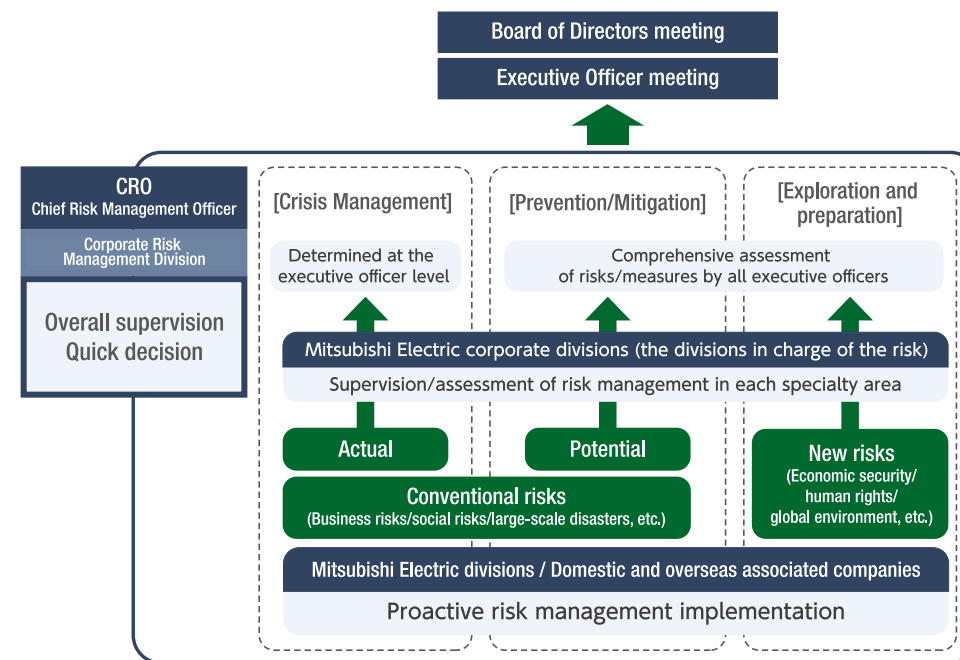 Board of Directors meeting
Executive Officer meeting
CRO
Chief Risk Management Officer
Corporate Risk
Management Division
Overall supervision
Quick decision
[Crisis Management]
[Prevention/Mitigation]
[Exploration and
preparation]
Determined at the
executive officer level
Comprehensive assessment
of risks/measures by all executive officers
Mitsubishi Electric corporate divisions (the divisions in charge of the risk)
Supervision/assessment of risk management in each specialty area
Actual
Potential
Conventional risks
(Business risks/social risks/large-scale disasters, etc.)
New risks
(Economic security/
human rights/
global environment, etc.)
Mitsubishi Electric divisions / Domestic and overseas associated companies
Proactive risk management implementation